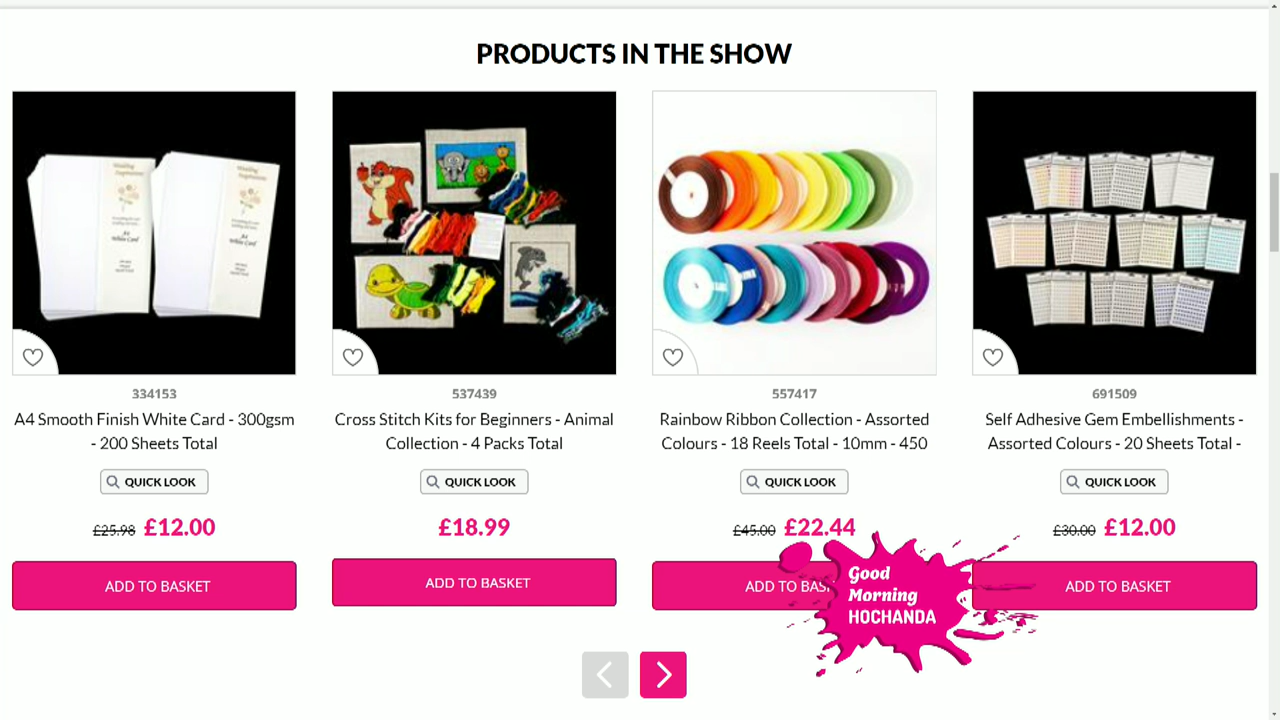 PRODUCTS IN THE SHOW
334153
A4 Smooth Finish White Card - 300gsm
- 200 Sheets Total
QUICK LOOK
£25.98 £12.00
ADD TO BASKET
537439
Cross Stitch Kits for Beginners - Animal
Collection - 4 Packs Total
QUICK LOOK
£18.99
ADD TO BASKET
557417
Rainbow Ribbon Collection - Assorted
Colours - 18 Reels Total - 10mm - 450
QUICK LOOK
£45.00 £22.44
ADD TO BAS
691509
Self Adhesive Gem Embellishments -
Assorted Colours - 20 Sheets Total -
QUICK LOOK
£30.00 £12.00
ADD TO BASKET
Good
Morning
HOCHANDA